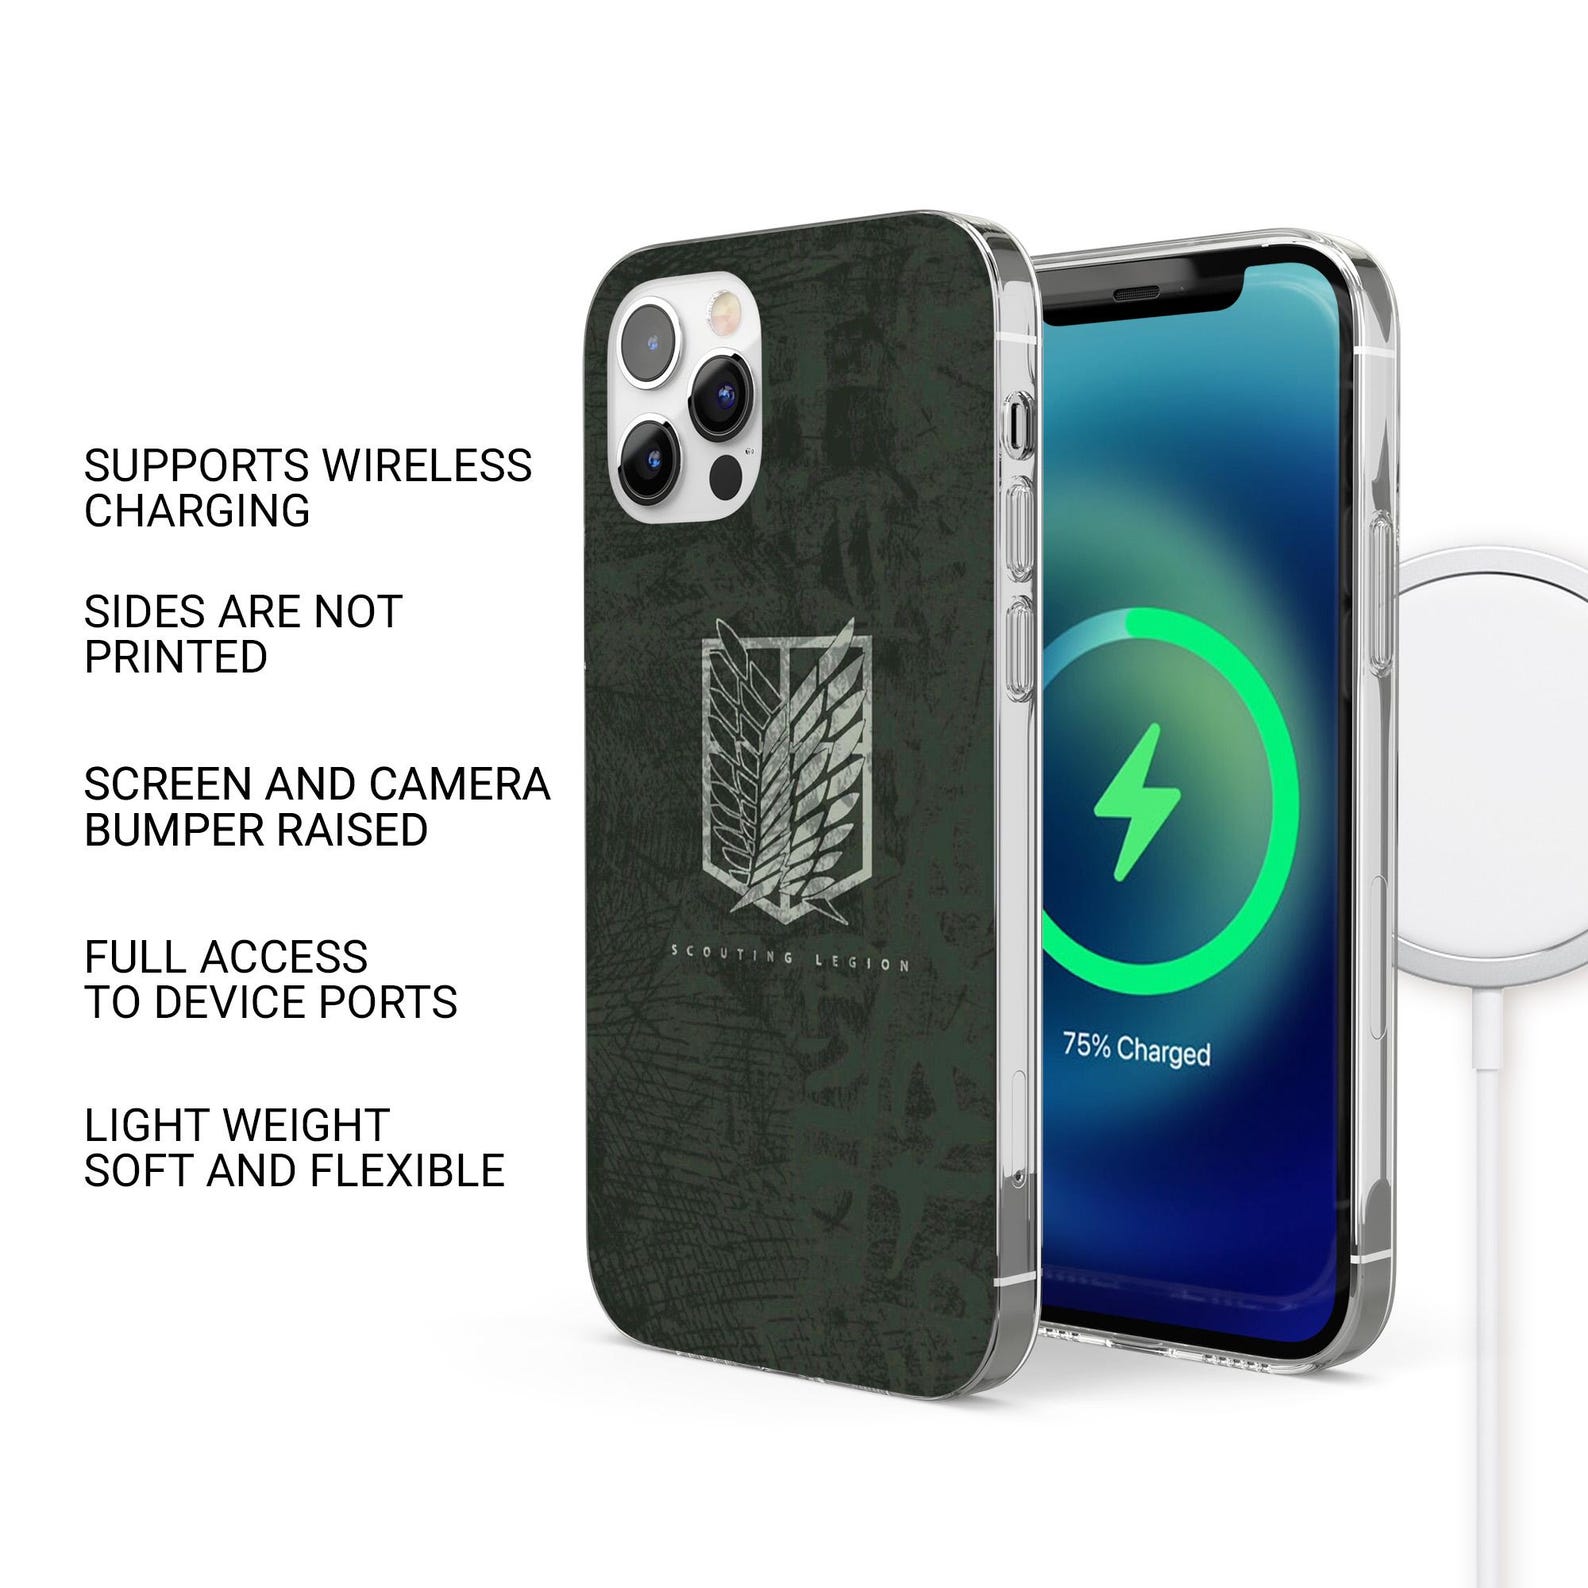 SUPPORTS WIRELESS
CHARGING
SIDES ARE NOT
PRINTED
SCREEN AND CAMERA
BUMPER RAISED
FULL ACCESS
TO DEVICE PORTS
LIGHT WEIGHT
SOFT AND FLEXIBLE
SCOUTING LEGION
75% Charged